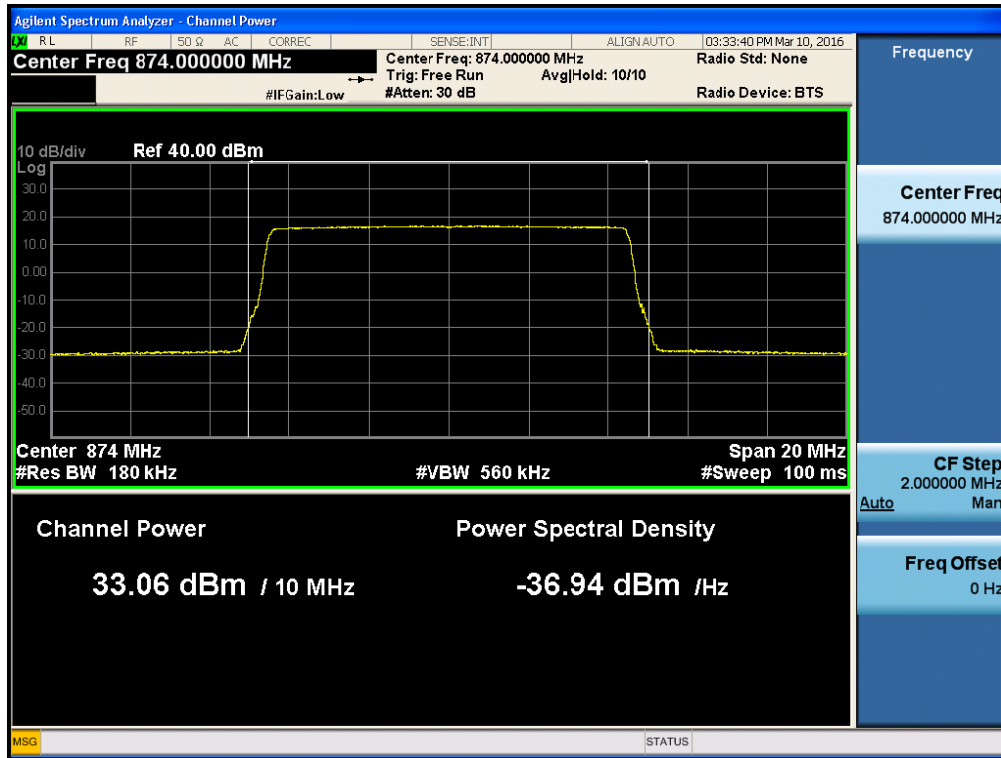 Agilent Spectrum Analyzer - Channel Power
LXI RL RF 50 Ω AC CORREC SENSE:INT ALIGN AUTO 03:33:40 PM Mar 10, 2016
Center Freq 874.000000 MHz
Center Freq: 874.000000 MHz
Radio Std: None
Trig: Free Run Avg|Hold: 10/10
#IFGain:Low
#Atten: 30 dB
Radio Device: BTS
10 dB/div Ref 40.00 dBm
Log
30.0
20.0
10.0
0.00
-10.0
-20.0
-30.0
-40.0
-50.0
Center 874 MHz Span 20 MHz
#Res BW 180 kHz #VBW 560 kHz #Sweep 100 ms
Channel Power
Power Spectral Density
33.06 dBm / 10 MHz
-36.94 dBm /Hz
Frequency
Center Freq
874.000000 MHz
CF Step
2.000000 MHz
Auto Man
Freq Offset
0 Hz
MSG
STATUS